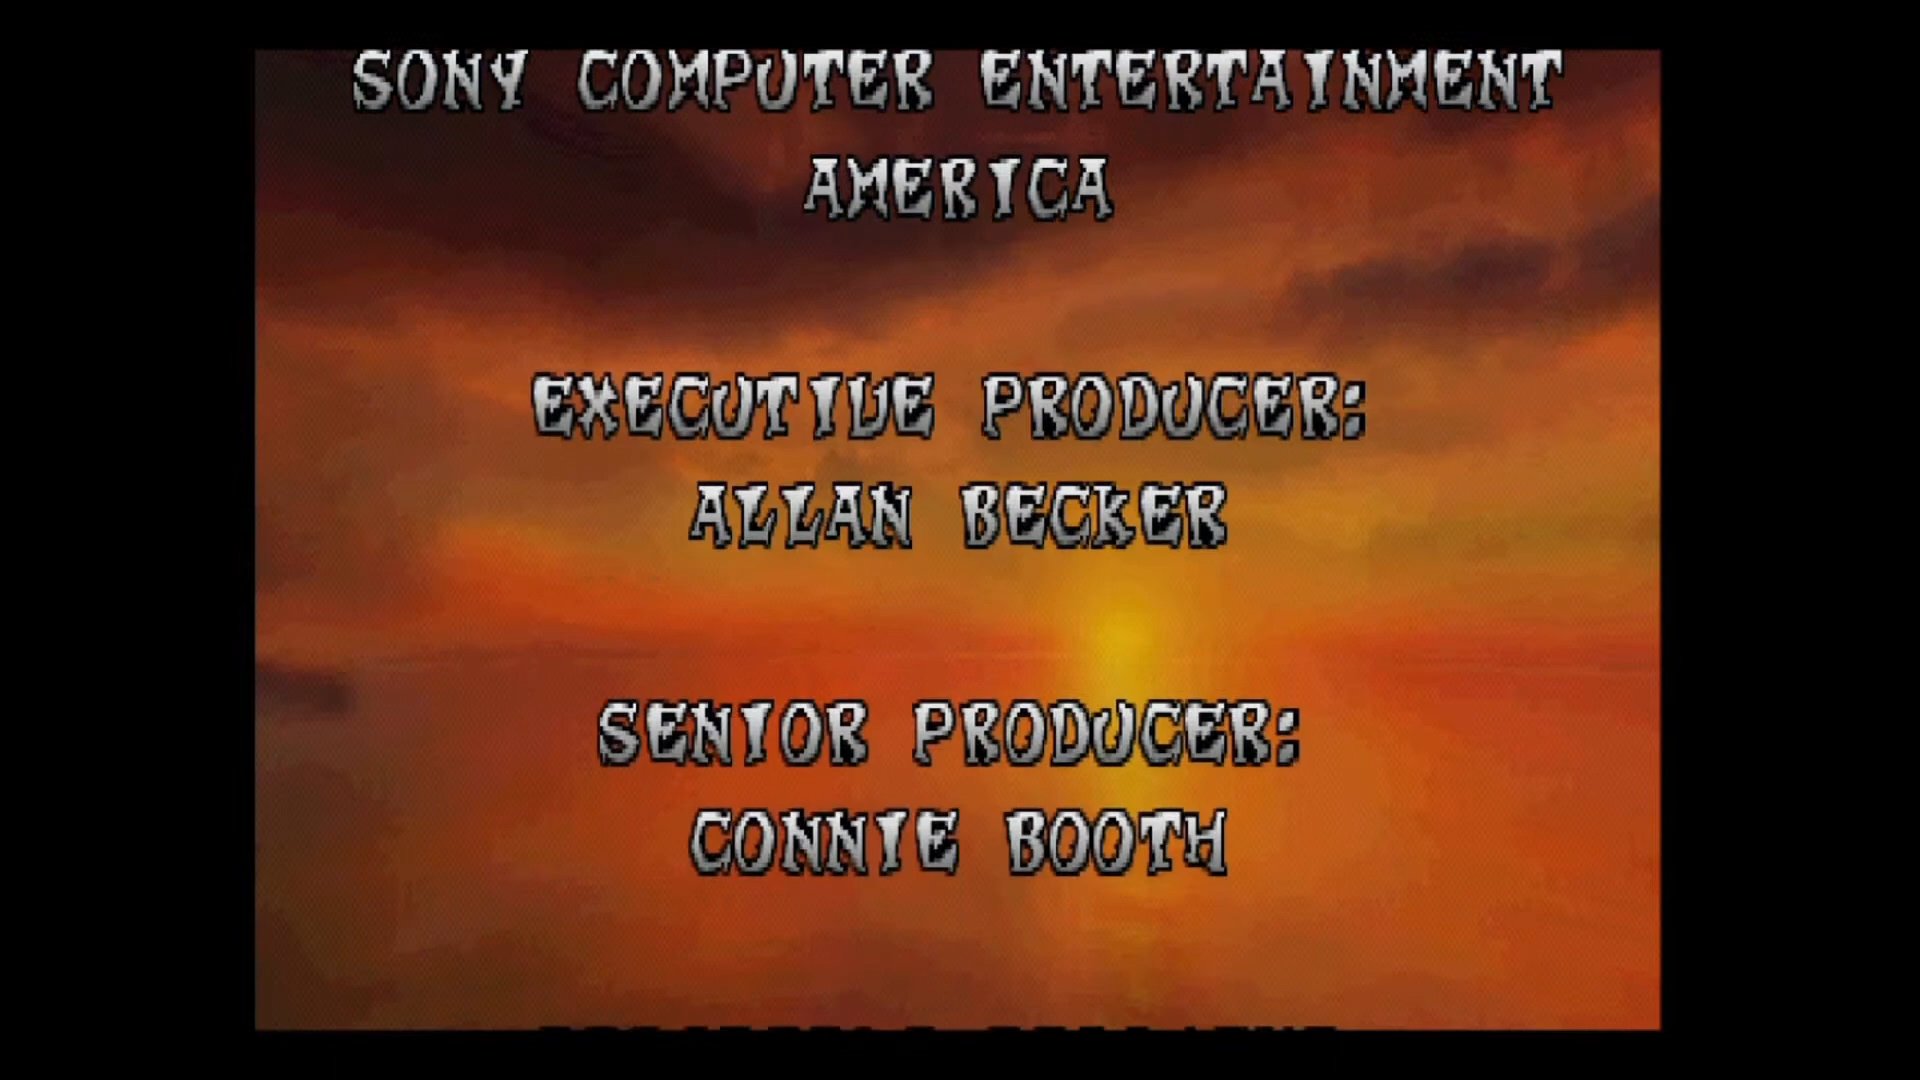 SONY COMPUTER ENTERTAINMENT
AMERICA
EXECUTIVE PRODUCER:
ALLAN BECKER
SENIOR PRODUCER:
CONNIE BOOTH